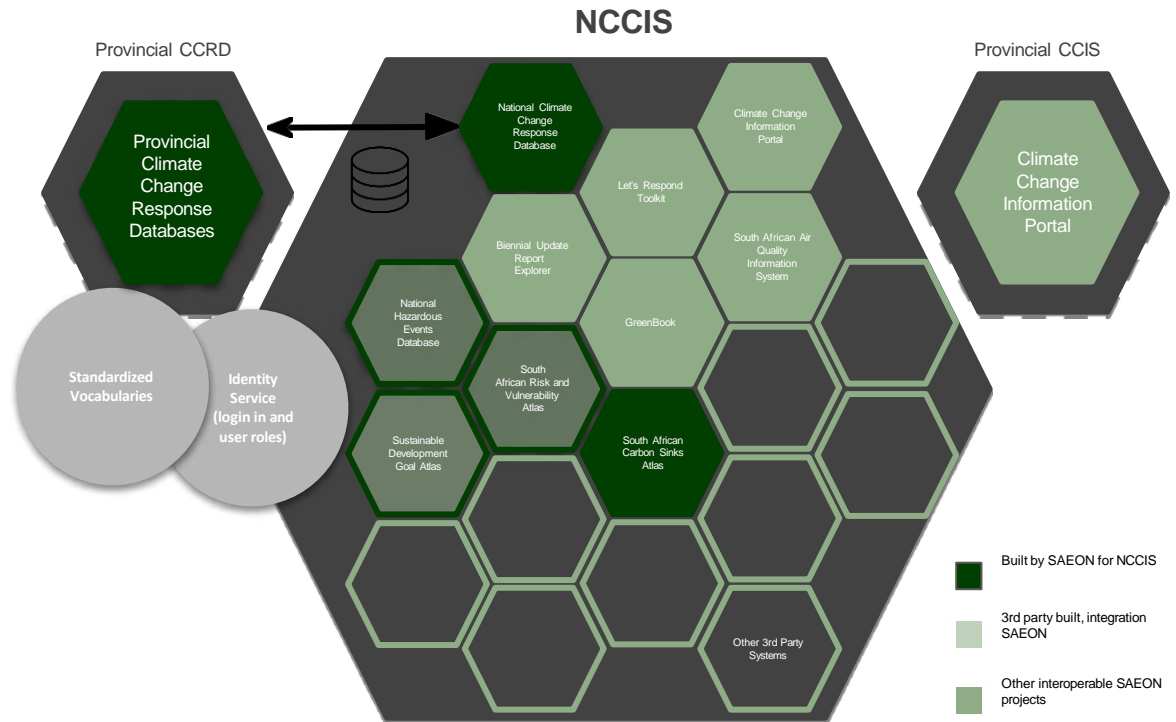 NCCIS
Provincial CCRD
Provincial CCIS
Provincial
Climate
Change
Response
Databases
National Climate
Change
Response
Database
Climate Change
Information
Portal
Let's Respond
Toolkit
Climate
Change
Information
Portal
Biennial Update
Report
Explorer
South African Air
Quality
Information
System
National
Hazardous
Events
Database
GreenBook
Standardized
Vocabularies
Identity
Service
(login in and
user roles)
South
African Risk and
Vulnerability
Atlas
Sustainable
Development
Goal Atlas
South African
Carbon Sinks
Atlas
Other 3rd Party
Systems
Built by SAEON for NCCIS
3rd party built, integration
SAEON
Other interoperable SAEON
projects